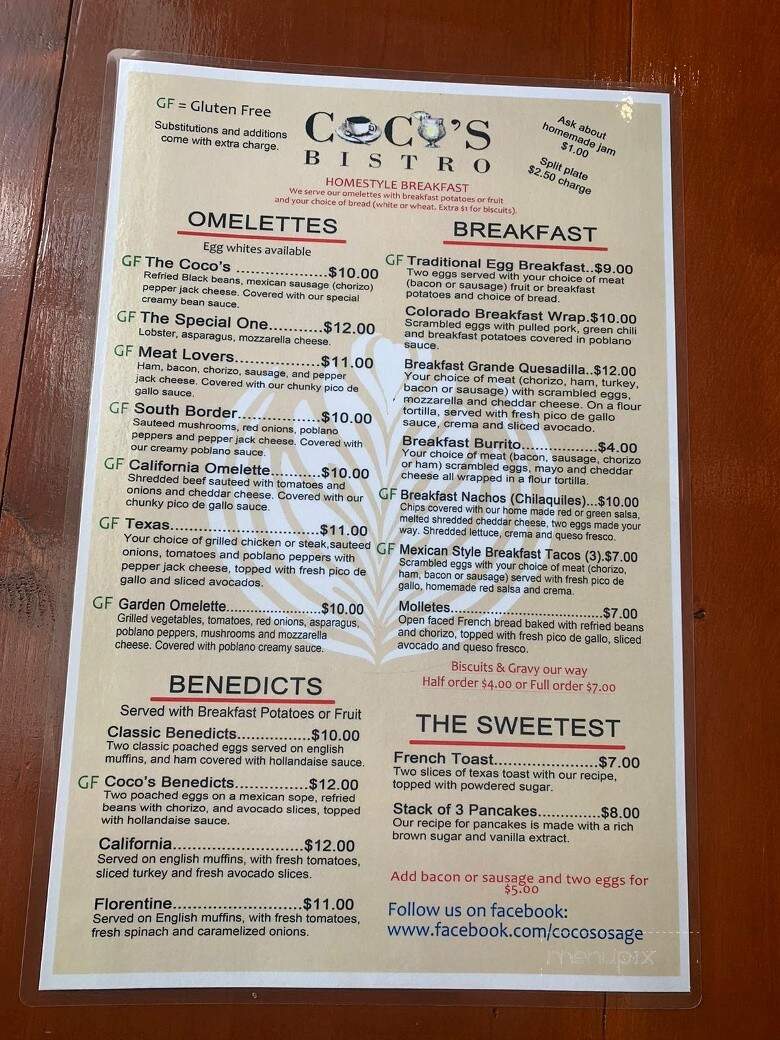 GF = Gluten Free
Substitutions and additions
come with extra charge.
COCO'S
BISTRO
Ask about
homemade jam
$1.00
Split plate
$2.50 charge
HOMESTYLE BREAKFAST
We serve our omelettes with breakfast potatoes or fruit
and your choice of bread (white or wheat. Extra $1 for biscuits).
OMELETTES
Egg whites available
GF The Coco's ...............$10.00
Refried Black beans, mexican sausage (chorizo)
pepper jack cheese. Covered with our special
creamy bean sauce.
GF The Special One..........$12.00
Lobster, asparagus, mozzarella cheese.
GF Meat Lovers...............$11.00
Ham, bacon, chorizo, sausage, and pepper
jack cheese. Covered with our chunky pico de
gallo sauce.
GF South Border...............$10.00
Sauteed mushrooms, red onions, poblano
peppers and pepper jack cheese. Covered with
our creamy poblano sauce.
GF California Omelette.........$10.00
Shredded beef sauteed with tomatoes and
onions and cheddar cheese. Covered with our
chunky pico de gallo sauce.
GF Texas..........................$11.00
Your choice of grilled chicken or steak,sauteed
onions, tomatoes and poblano peppers with
pepper jack cheese, topped with fresh pico de
gallo and sliced avocados.
GF Garden Omelette.....................$10.00
Grilled vegetables, tomatoes, red onions, asparagus,
poblano peppers, mushrooms and mozzarella
cheese. Covered with poblano creamy sauce.
BENEDICTS
Served with Breakfast Potatoes or Fruit
Classic Benedicts.............$10.00
Two classic poached eggs served on english
muffins, and ham covered with hollandaise sauce.
GF Coco's Benedicts.............$12.00
Two poached eggs on a mexican sope, refried
beans with chorizo, and avocado slices, topped
with hollandaise sauce.
California.......................$12.00
Served on english muffins, with fresh tomatoes,
sliced turkey and fresh avocado slices.
Florentine.......................$11.00
Served on English muffins, with fresh tomatoes,
fresh spinach and caramelized onions.
BREAKFAST
GF Traditional Egg Breakfast..$9.00
Two eggs served with your choice of meat
(bacon or sausage) fruit or breakfast
potatoes and choice of bread.
Colorado Breakfast Wrap.$10.00
Scrambled eggs with pulled pork, green chili
and breakfast potatoes covered in poblano
sauce.
Breakfast Grande Quesadilla..$12.00
Your choice of meat (chorizo, ham, turkey,
bacon or sausage) with scrambled eggs,
mozzarella and cheddar cheese. On a flour
tortilla, served with fresh pico de gallo
sauce, crema and sliced avocado.
Breakfast Burrito..............$4.00
Your choice of meat (bacon, sausage, chorizo
or ham) scrambled eggs, mayo and cheddar
cheese all wrapped in a flour tortilla.
GF Breakfast Nachos (Chilaquiles)...$10.00
Chips covered with our home made red or green salsa,
melted shredded cheddar cheese, two eggs made your
way. Shredded lettuce, crema and queso fresco.
GF Mexican Style Breakfast Tacos (3).$7.00
Scrambled eggs with your choice of meat (chorizo,
ham, bacon or sausage) served with fresh pico de
gallo, homemade red salsa and crema.
Molletes...............................$7.00
Open faced French bread baked with refried beans
and chorizo, topped with fresh pico de gallo, sliced
avocado and queso fresco.
Biscuits & Gravy our way
Half order $4.00 or Full order $7.00
THE SWEETEST
French Toast..................$7.00
Two slices of texas toast with our recipe,
topped with powdered sugar.
Stack of 3 Pancakes...........$8.00
Our recipe for pancakes is made with a rich
brown sugar and vanilla extract.
Add bacon or sausage and two eggs for
$5.00
Follow us on facebook:
www.facebook.com/cocososage